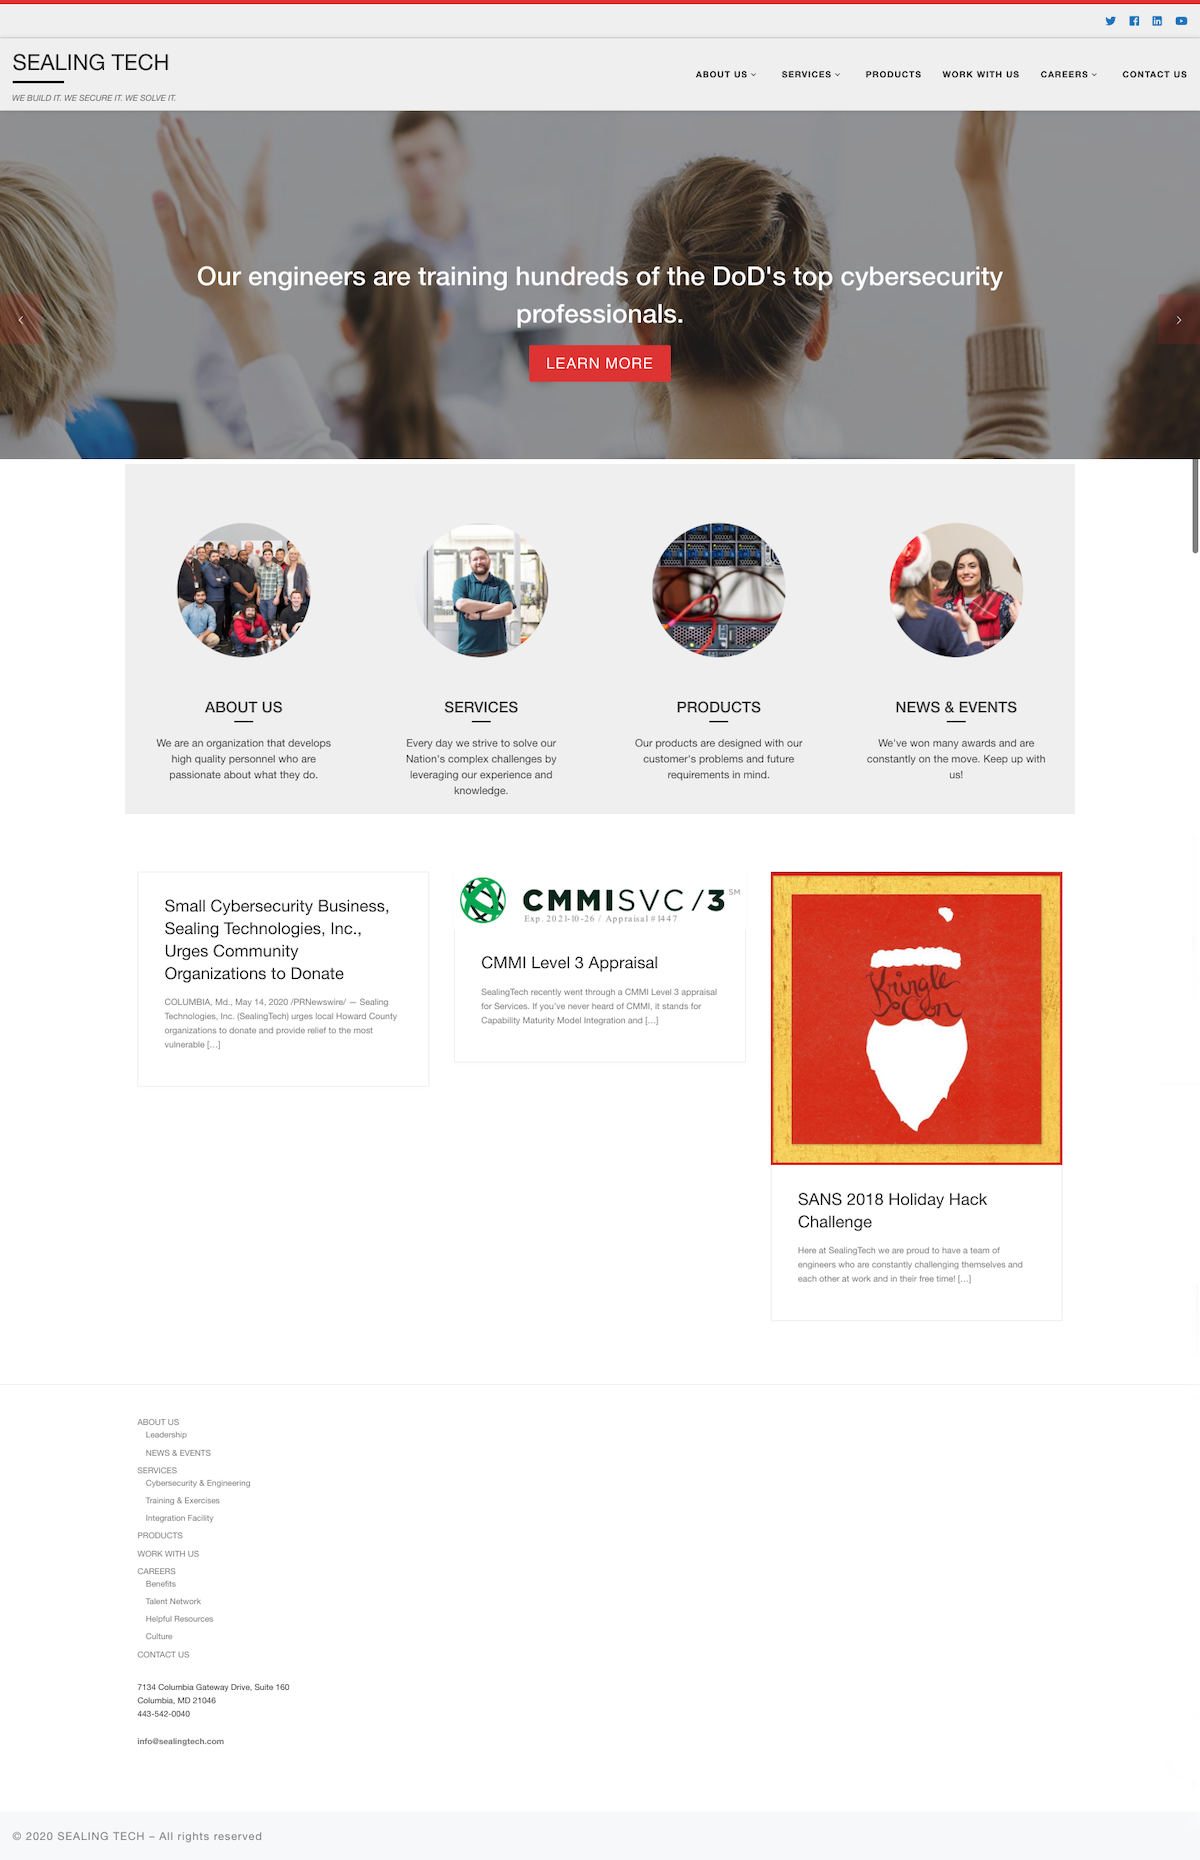 SEALING TECH
WE BUILD IT. WE SECURE IT. WE SOLVE IT.
ABOUT US
SERVICES
PRODUCTS
WORK WITH US
CAREERS
CONTACT US
Our engineers are training hundreds of the DoD's top cybersecurity
professionals.
LEARN MORE
ABOUT US
We are an organization that develops
high quality personnel who are
passionate about what they do.
SERVICES
Every day we strive to solve our
Nation's complex challenges by
leveraging our experience and
knowledge.
PRODUCTS
Our products are designed with our
customer's problems and future
requirements in mind.
NEWS & EVENTS
We've won many awards and are
constantly on the move. Keep up with
us!
Small Cybersecurity Business,
Sealing Technologies, Inc.,
Urges Community
Organizations to Donate
COLUMBIA, Md., May 14, 2020 /PRNewswire/ — Sealing
Technologies, Inc. (SealingTech) urges local Howard County
organizations to donate and provide relief to the most
vulnerable [...]
CMMISVC/3 SM
Exp. 2021-10-26 / Appraisal #1447
CMMI Level 3 Appraisal
SealingTech recently went through a CMMI Level 3 appraisal
for Services. If you've never heard of CMMI, it stands for
Capability Maturity Model Integration and [...]
Kringle
Con
SANS 2018 Holiday Hack
Challenge
Here at SealingTech we are proud to have a team of
engineers who are constantly challenging themselves and
each other at work and in their free time! [...]
ABOUT US
Leadership
NEWS & EVENTS
SERVICES
Cybersecurity & Engineering
Training & Exercises
Integration Facility
PRODUCTS
WORK WITH US
CAREERS
Benefits
Talent Network
Helpful Resources
Culture
CONTACT US
7134 Columbia Gateway Drive, Suite 160
Columbia, MD 21046
443-542-0040
info@sealingtech.com
© 2020 SEALING TECH – All rights reserved